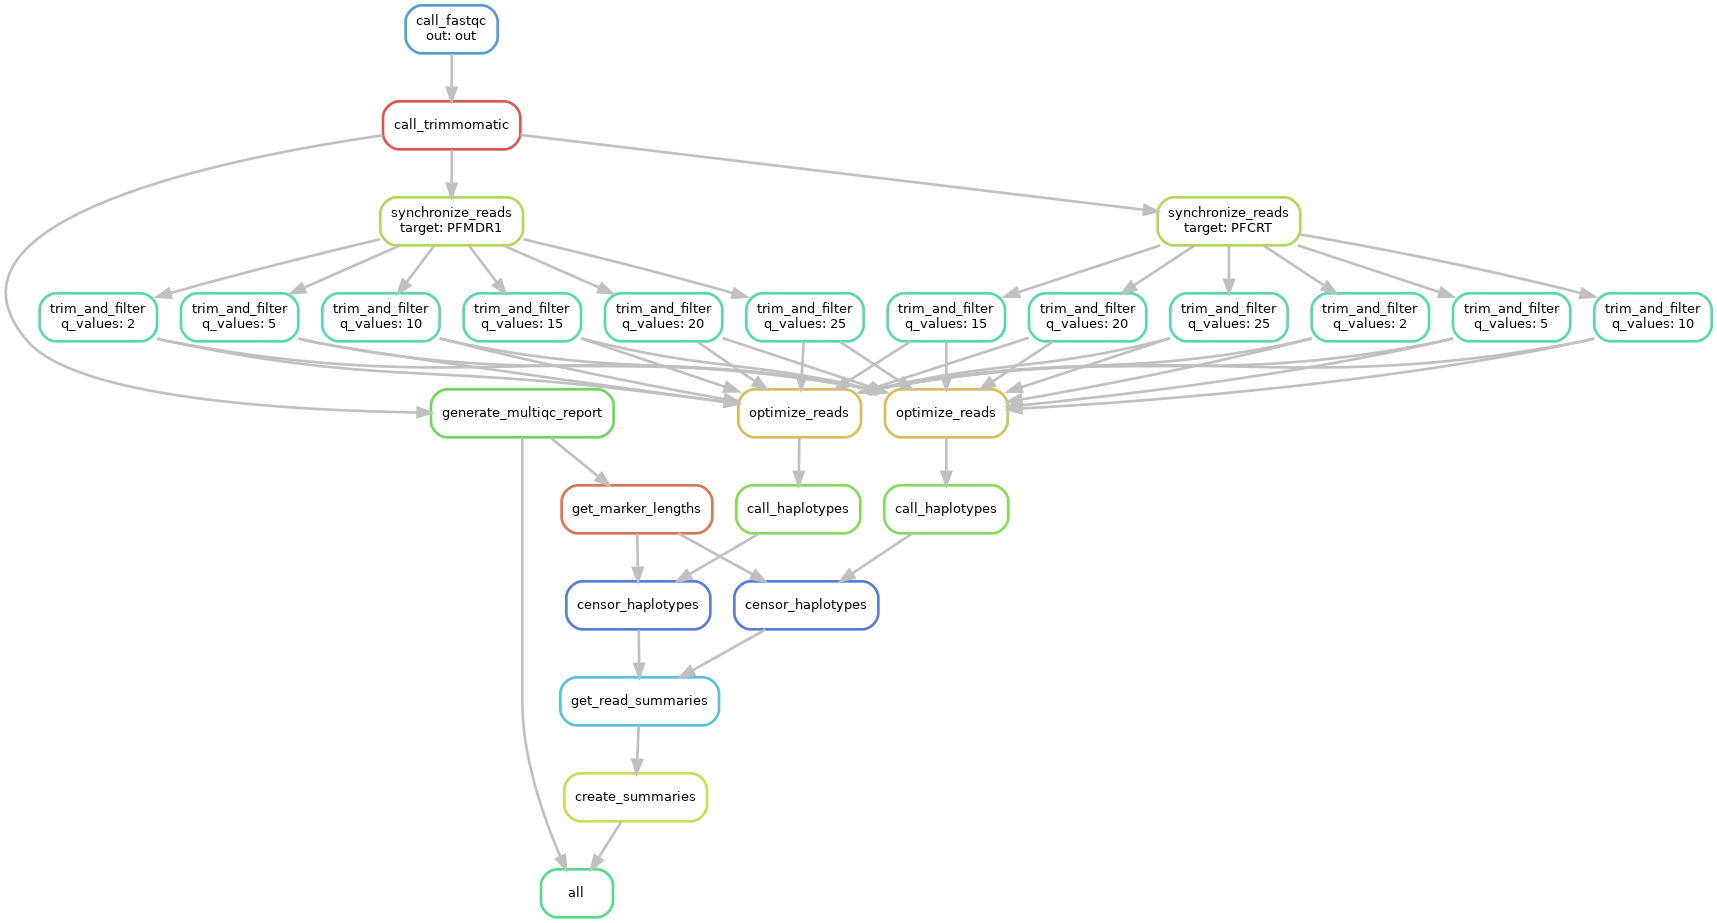 call_fastqc
out: out
call_trimmomatic
synchronize_reads
target: PFMDR1
synchronize_reads
target: PFCRT
trim_and_filter
q_values: 2
trim_and_filter
q_values: 5
trim_and_filter
q_values: 10
trim_and_filter
q_values: 15
trim_and_filter
q_values: 20
trim_and_filter
q_values: 25
trim_and_filter
q_values: 15
trim_and_filter
q_values: 20
trim_and_filter
q_values: 25
trim_and_filter
q_values: 2
trim_and_filter
q_values: 5
trim_and_filter
q_values: 10
generate_multiqc_report
optimize_reads
optimize_reads
get_marker_lengths
call_haplotypes
call_haplotypes
censor_haplotypes
censor_haplotypes
get_read_summaries
create_summaries
all